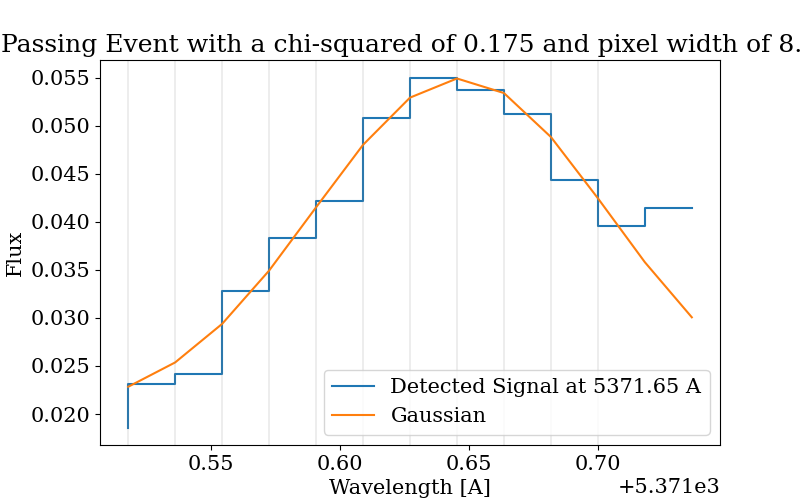 Passing Event with a chi-squared of 0.175 and pixel width of 8.
0.055
0.050
0.045
0.040
0.035
0.030
0.025
0.020
Flux
Detected Signal at 5371.65 A
Gaussian
0.55 0.60 0.65 0.70
Wavelength [A] +5.371e3